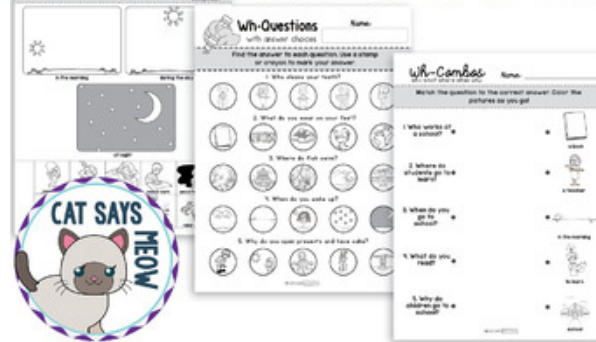 in the morning
during the
at night
CAT SAYS
MEOW
Wh-Questions
Name:
with answer choices
Find the answer to each question. Use a stamp
or crayon to mark your answer.
1. Who cleans your teeth?
2. What do you wear on your feet?
3. Where do fish swim?
4. When do you wake up?
5. Why do you open presents and have cake?
Wh-Combos
Name:
Match the question to the correct answer. Color the
pictures as you go!
1. Who works at
a school?
a book
2. Where do
students go to
learn?
a teacher
3. When do you
go to
school?
in the morning
4. What do you
read?
to learn
5. Why do
children go to
school?
school